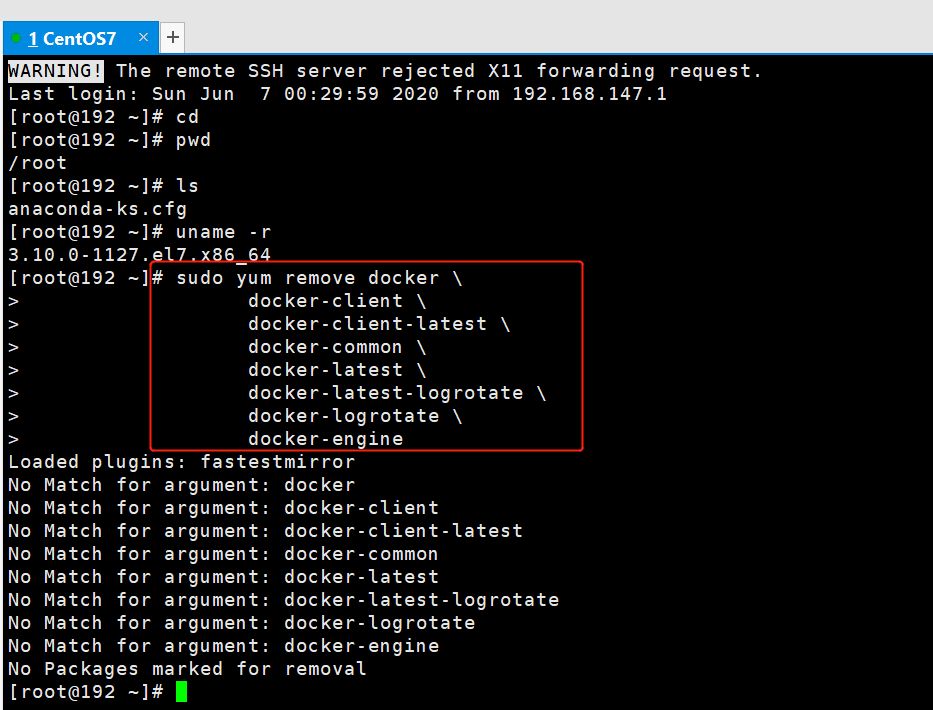 1 CentOS7 × +
WARNING! The remote SSH server rejected X11 forwarding request.
Last login: Sun Jun  7 00:29:59 2020 from 192.168.147.1
[root@192 ~]# cd
[root@192 ~]# pwd
/root
[root@192 ~]# ls
anaconda-ks.cfg
[root@192 ~]# uname -r
3.10.0-1127.el7.x86_64
[root@192 ~]# sudo yum remove docker \
>                   docker-client \
>                   docker-client-latest \
>                   docker-common \
>                   docker-latest \
>                   docker-latest-logrotate \
>                   docker-logrotate \
>                   docker-engine
Loaded plugins: fastestmirror
No Match for argument: docker
No Match for argument: docker-client
No Match for argument: docker-client-latest
No Match for argument: docker-common
No Match for argument: docker-latest
No Match for argument: docker-latest-logrotate
No Match for argument: docker-logrotate
No Match for argument: docker-engine
No Packages marked for removal
[root@192 ~]#